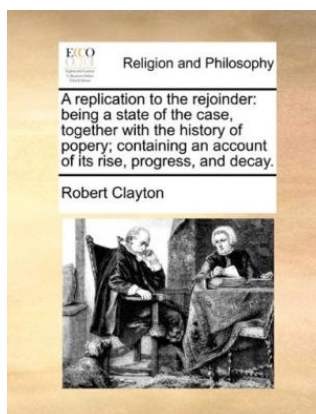 ECCO
Religion and Philosophy
A replication to the rejoinder:
being a state of the case,
together with the history of
popery; containing an account
of its rise, progress, and decay.
Robert Clayton